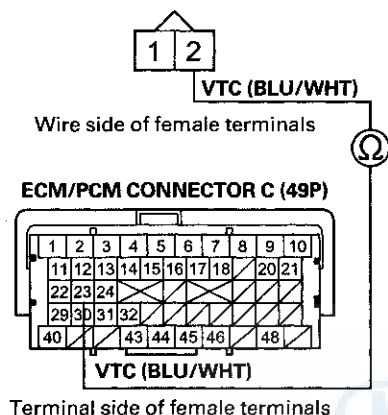 1 2
VTC (BLU/WHT)
Wire side of female terminals
Ω
ECM/PCM CONNECTOR C (49P)
1 2 3 4 5 6 7 8 9 10
11 12 13 14 15 16 17 18 20 21
22 23 24
29 30 31 32
40 43 44 45 46 48
VTC (BLU/WHT)
Terminal side of female terminals